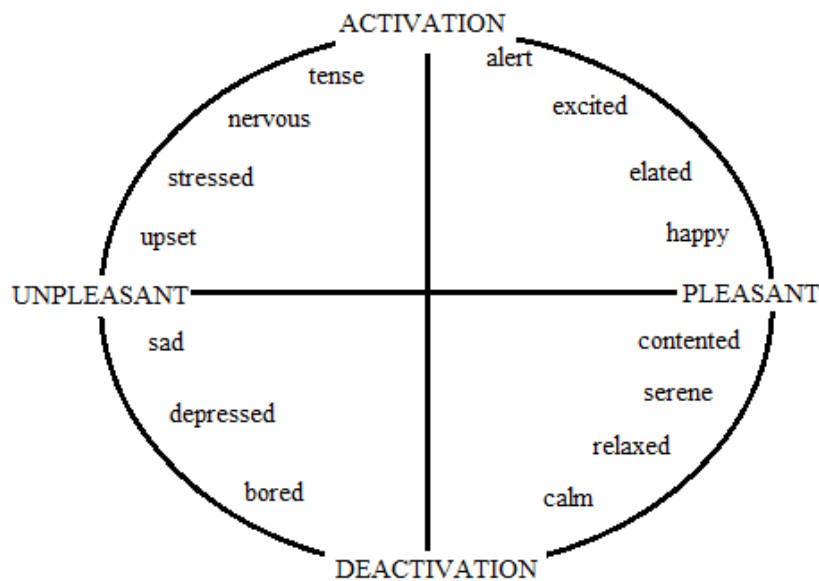 ACTIVATION
alert
tense
excited
nervous
elated
stressed
happy
upset
UNPLEASANT
PLEASANT
sad
contented
serene
depressed
relaxed
bored
calm
DEACTIVATION